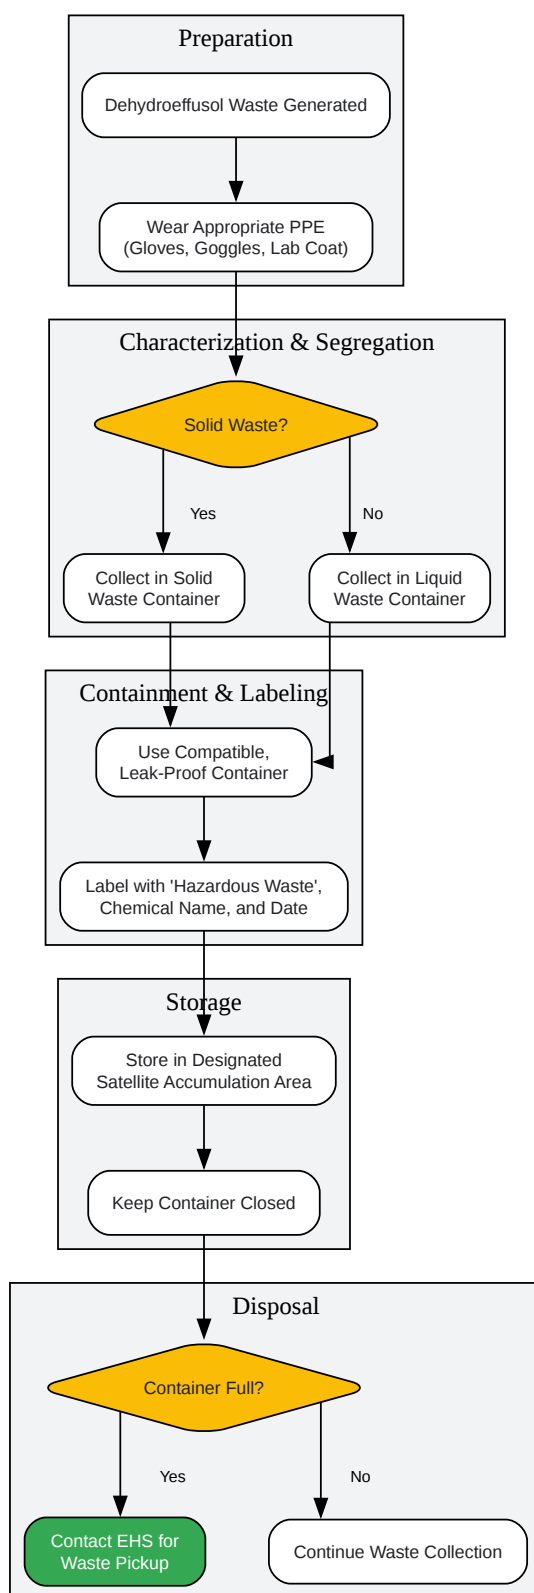 Preparation
Dehydroeffusol Waste Generated
Wear Appropriate PPE
(Gloves, Goggles, Lab Coat)
Characterization & Segregation
Solid Waste?
Yes
No
Collect in Solid
Waste Container
Collect in Liquid
Waste Container
Containment & Labeling
Use Compatible,
Leak-Proof Container
Label with 'Hazardous Waste',
Chemical Name, and Date
Storage
Store in Designated
Satellite Accumulation Area
Keep Container Closed
Disposal
Container Full?
Yes
No
Contact EHS for
Waste Pickup
Continue Waste Collection